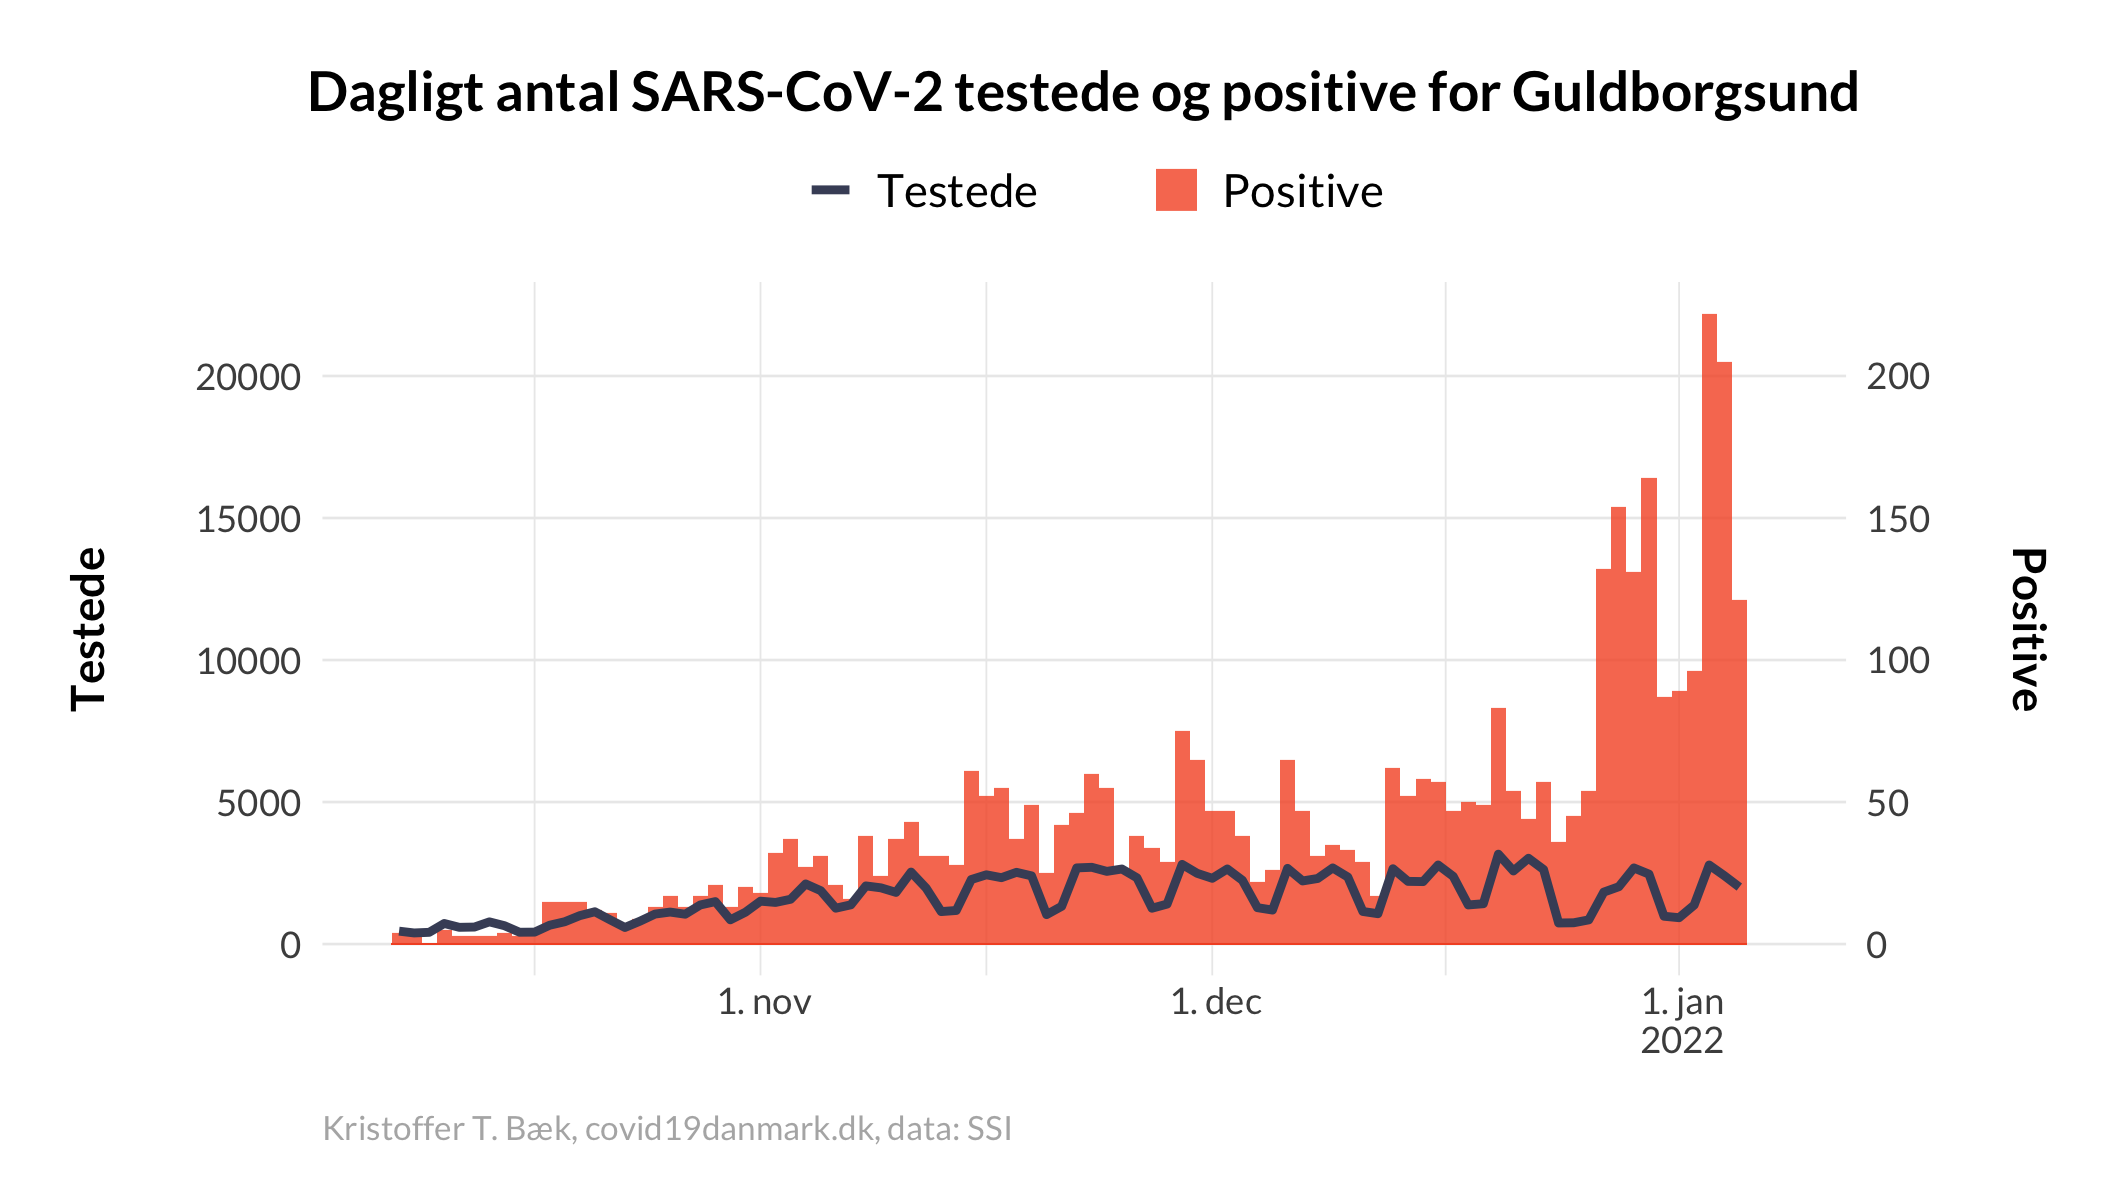 Dagligt antal SARS-CoV-2 testede og positive for Guldborgsund
Testede
Positive
20000
15000
10000
5000
0
Testede
200
150
100
50
0
Positive
1. nov
1. dec
1. jan
2022
Kristoffer T. Bæk, covid19danmark.dk, data: SSI